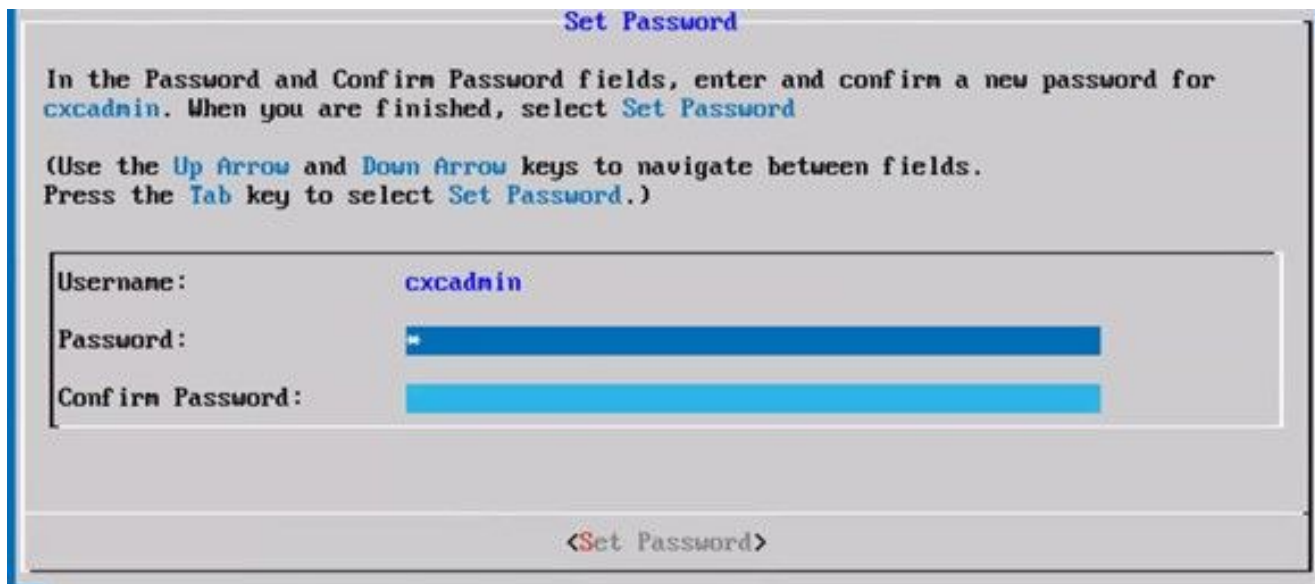 Set Password
In the Password and Confirm Password fields, enter and confirm a new password for
cxcadmin. When you are finished, select Set Password
(Use the Up Arrow and Down Arrow keys to navigate between fields.
Press the Tab key to select Set Password.)
Username: cxcadmin
Password: *
Confirm Password:
<Set Password>